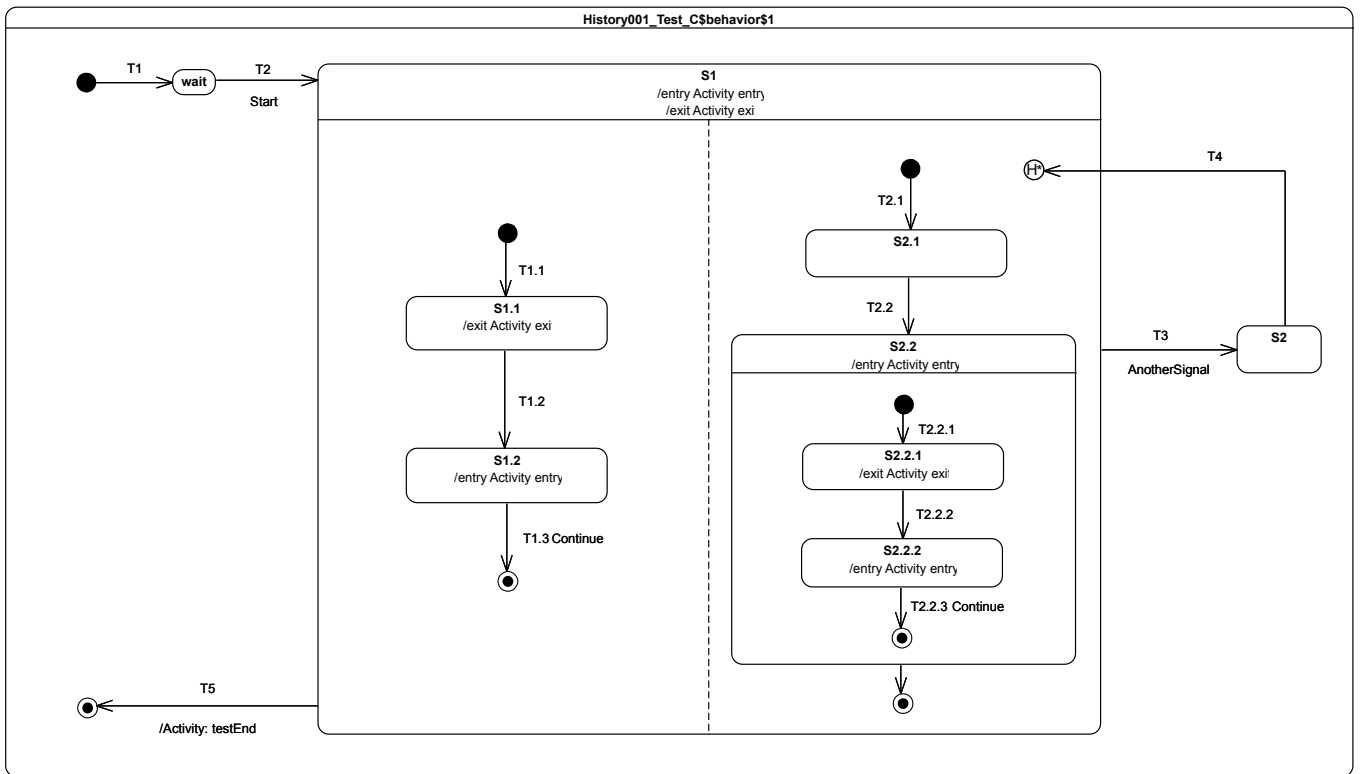 History001_Test_C$behavior$1
T1
wait
T2
Start
S1
/entry Activity entry
/exit Activity exi
H*
T4
T2.1
S2.1
T1.1
S1.1
/exit Activity exi
T2.2
S2.2
/entry Activity entry
T3
AnotherSignal
S2
T1.2
T2.2.1
S2.2.1
/exit Activity exi
S1.2
/entry Activity entry
T2.2.2
T1.3 Continue
S2.2.2
/entry Activity entry
T2.2.3 Continue
T5
/Activity: testEnd